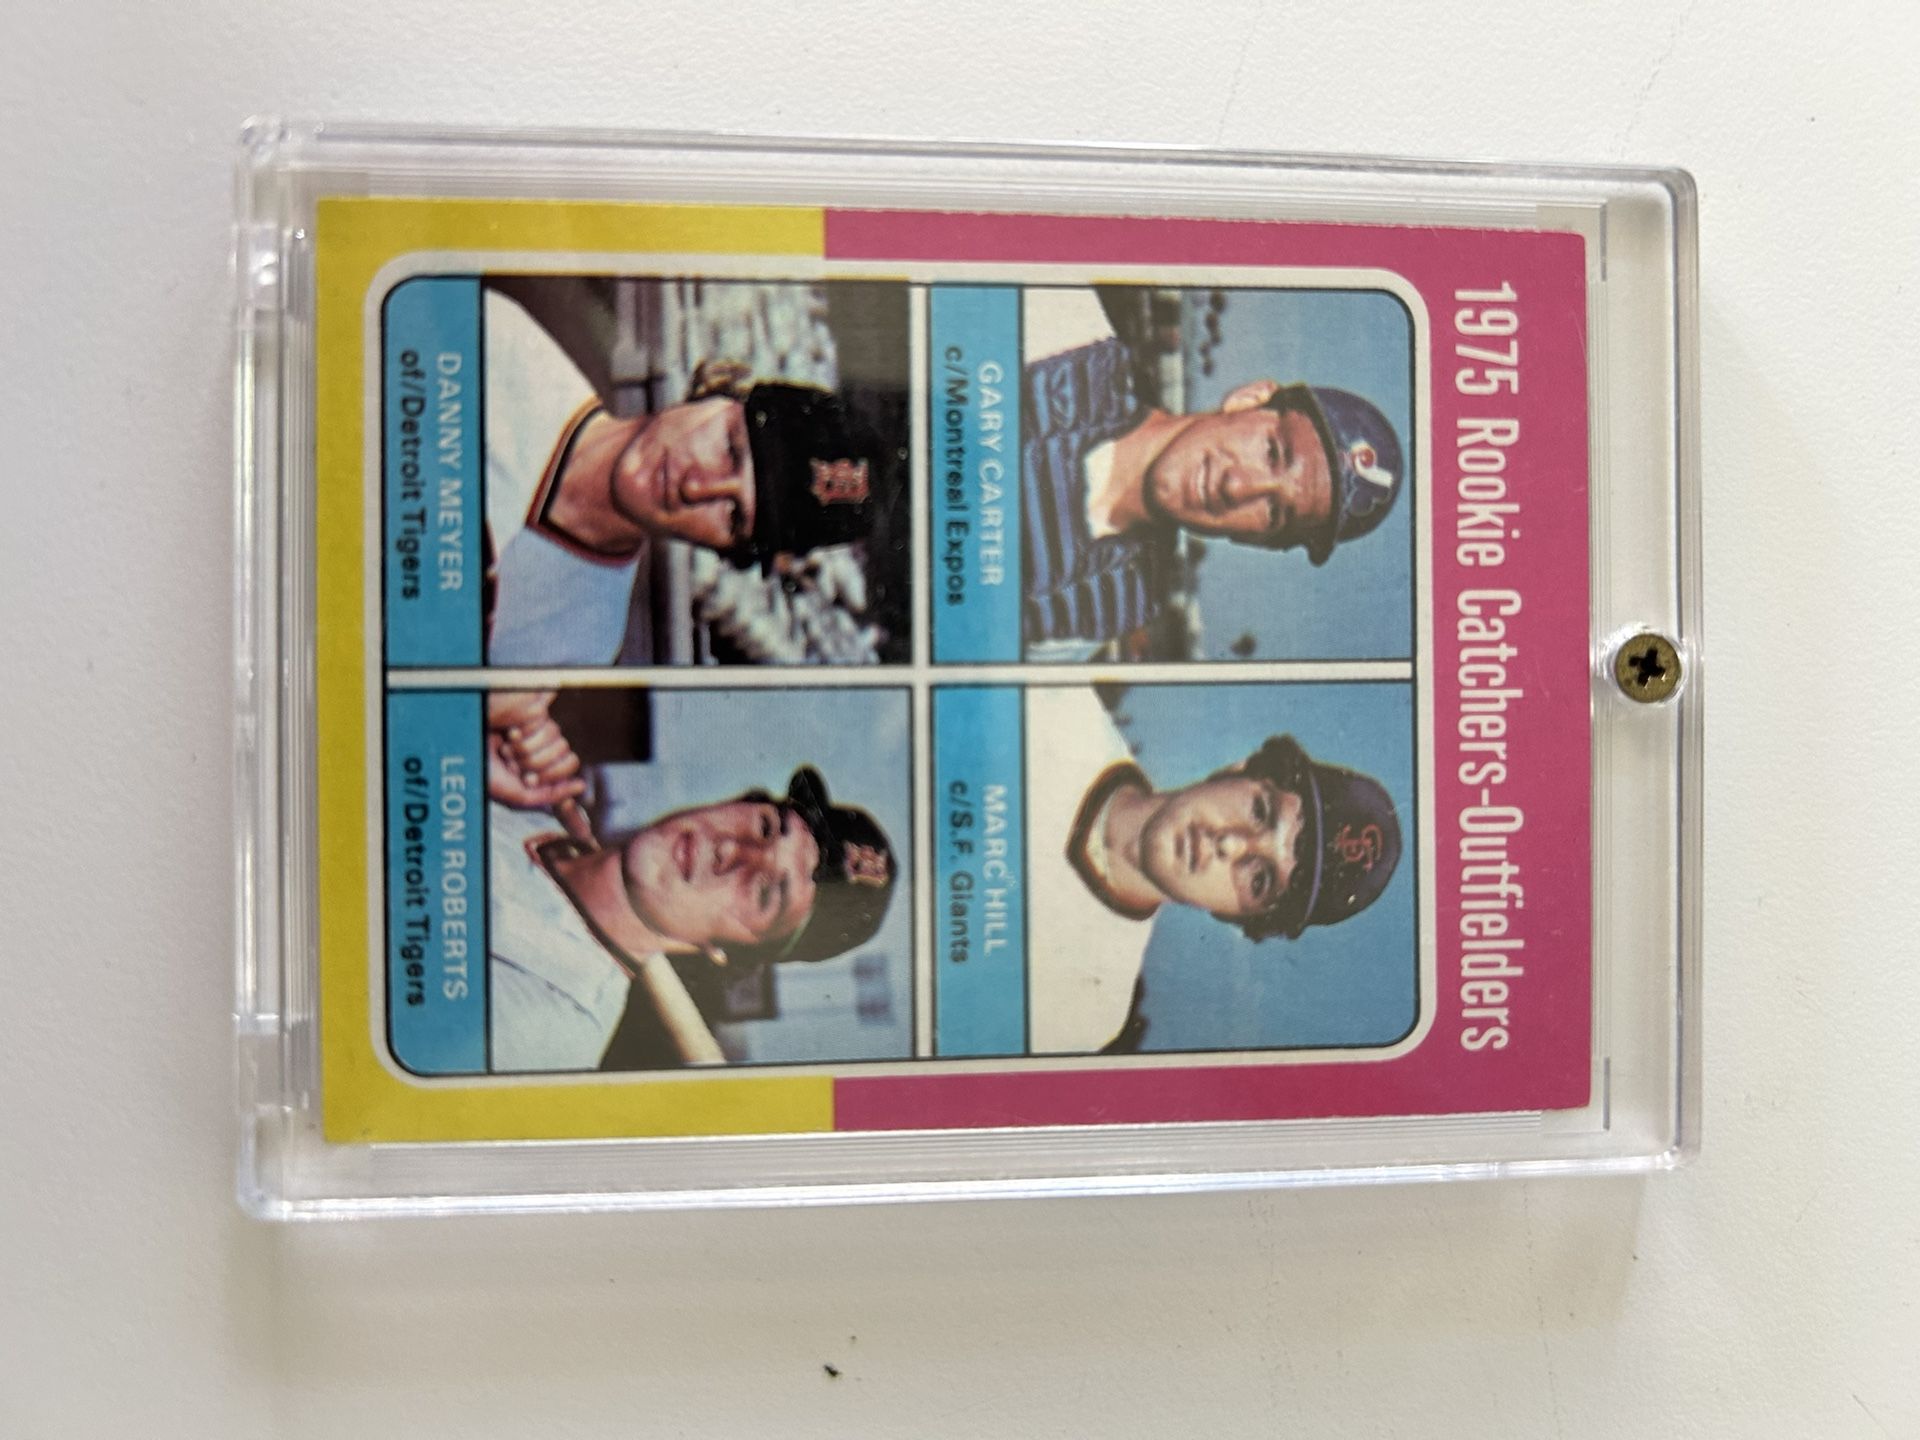 1975 Rookie Catchers-Outfielders
GARY CARTER
c/Montreal Expos
MARC HILL
c/S.F. Giants
DANNY MEYER
of/Detroit Tigers
LEON ROBERTS
of/Detroit Tigers